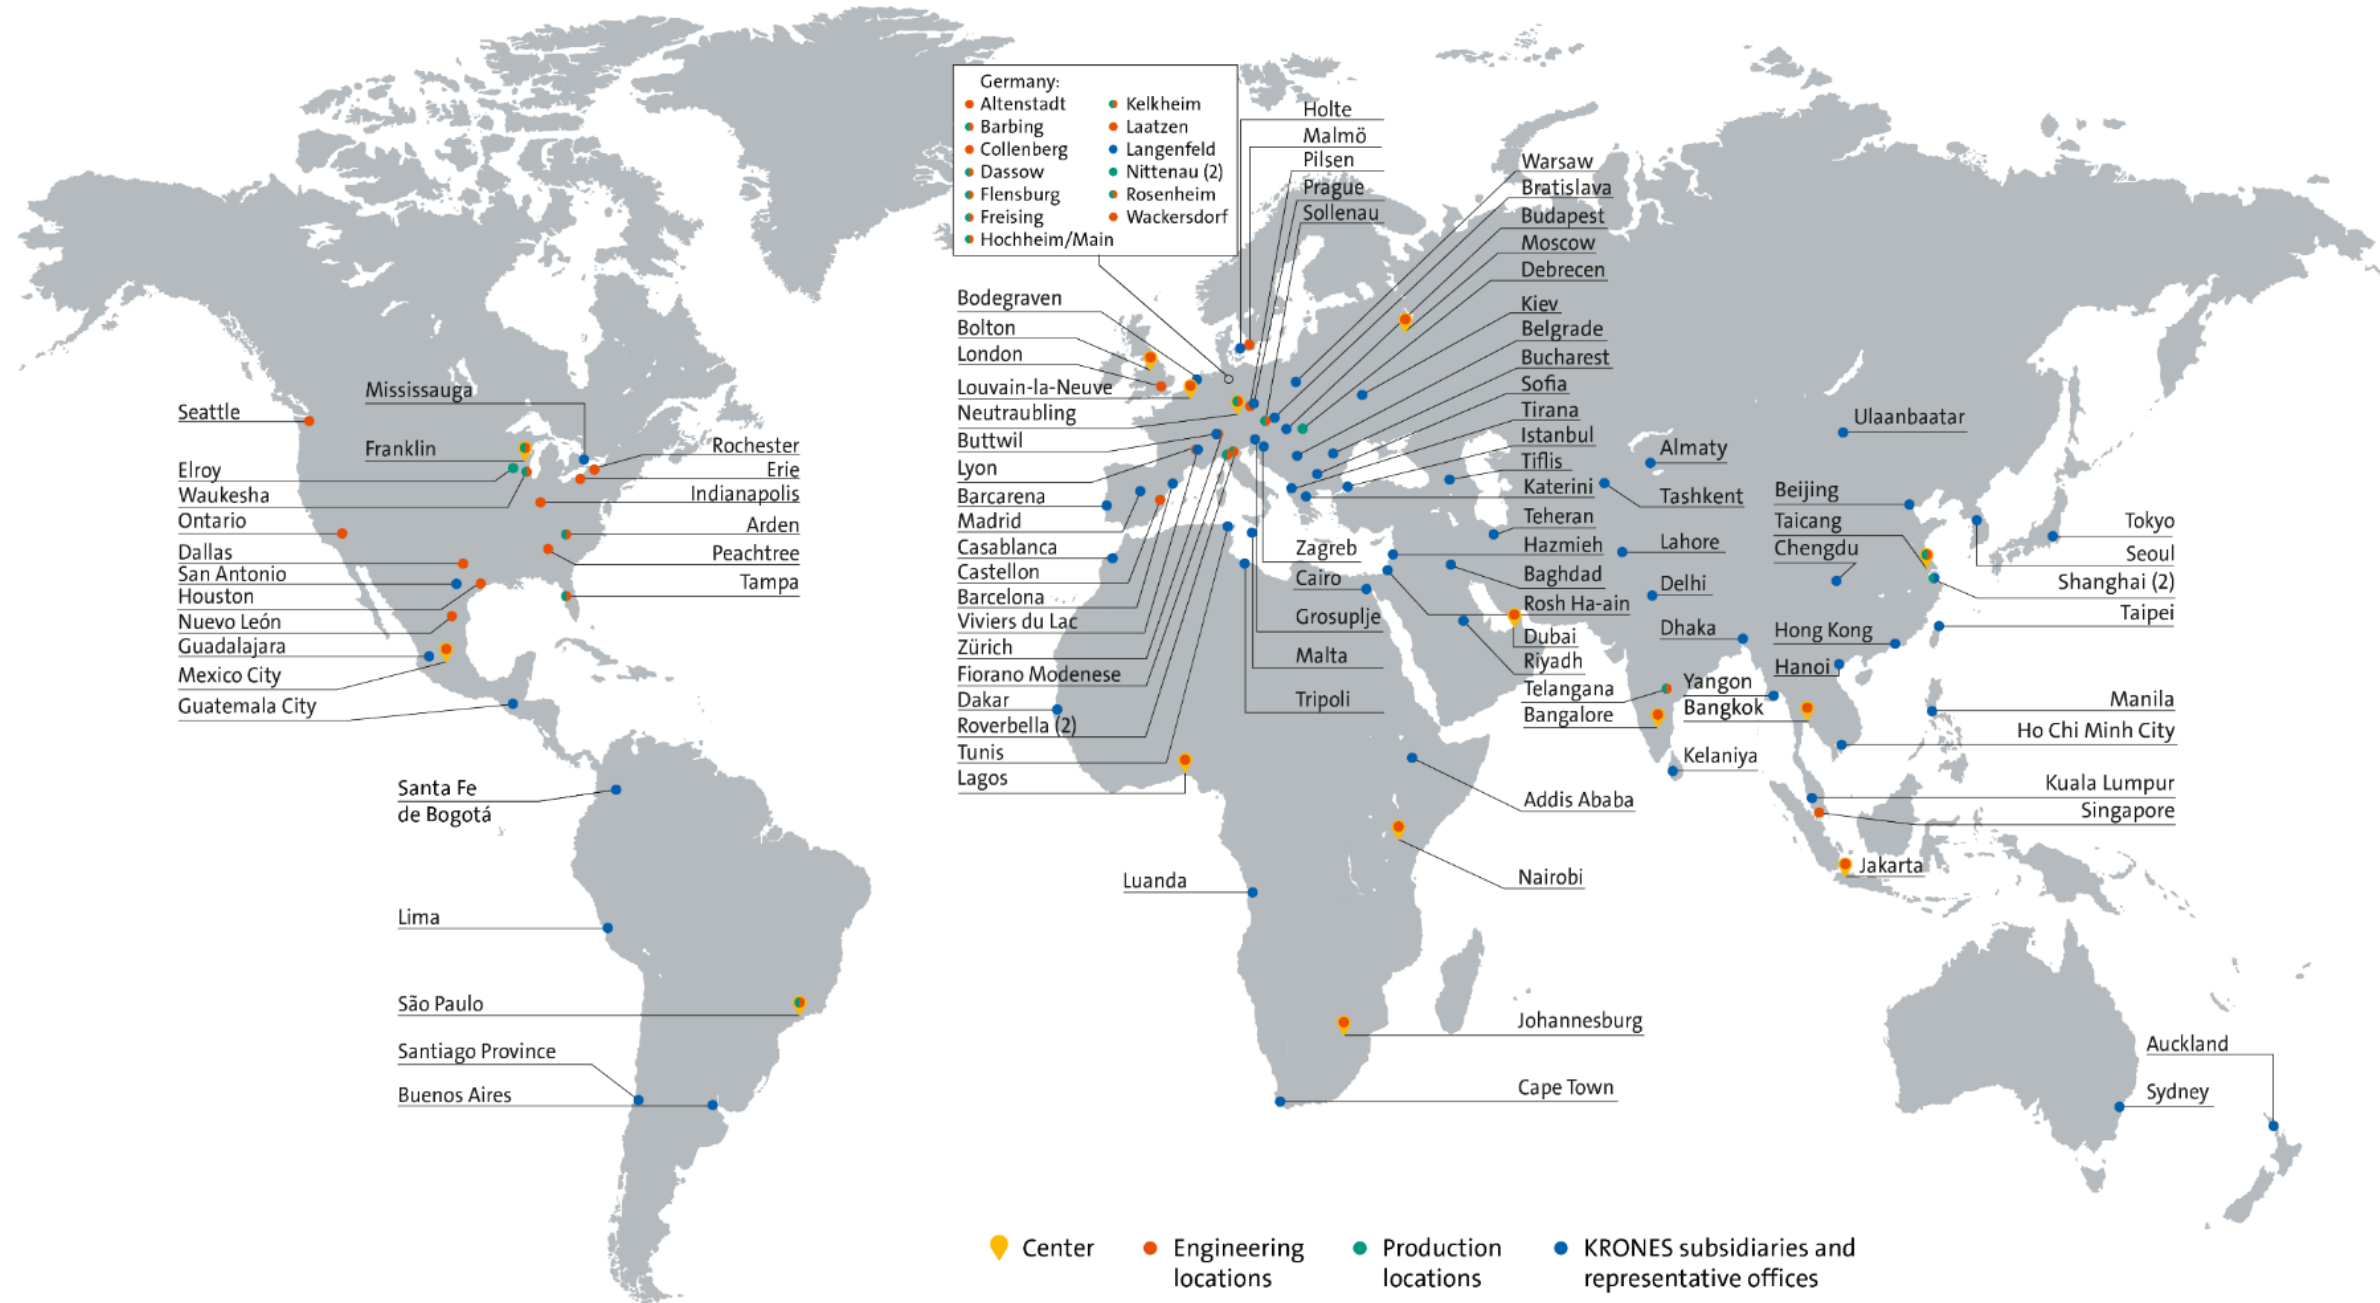 Germany:
Altenstadt
Barbing
Collenberg
Dassow
Flensburg
Freising
Hochheim/Main
Kelkheim
Laatzen
Langenfeld
Nittenau (2)
Rosenheim
Wackersdorf
Seattle
Mississauga
Franklin
Elroy
Waukesha
Ontario
Dallas
San Antonio
Houston
Nuevo León
Guadalajara
Mexico City
Guatemala City
Rochester
Erie
Indianapolis
Arden
Peachtree
Tampa
Santa Fe
de Bogotá
Lima
São Paulo
Santiago Province
Buenos Aires
Bodegraven
Bolton
London
Louvain-la-Neuve
Neutraubling
Buttwil
Lyon
Barcarena
Madrid
Casablanca
Castellon
Barcelona
Viviers du Lac
Zürich
Fiorano Modenese
Dakar
Roverbella (2)
Tunis
Lagos
Luanda
Holte
Malmö
Pilsen
Prague
Sollenau
Warsaw
Bratislava
Budapest
Moscow
Debrecen
Kiev
Belgrade
Bucharest
Sofia
Tirana
Istanbul
Tiflis
Katerini
Teheran
Hazmieh
Baghdad
Rosh Ha-ain
Dubai
Riyadh
Telangana
Bangalore
Zagreb
Cairo
Grosuplje
Malta
Tripoli
Addis Ababa
Nairobi
Johannesburg
Cape Town
Almaty
Tashkent
Lahore
Delhi
Dhaka
Yangon
Bangkok
Kelaniya
Ulaanbaatar
Beijing
Taicang
Chengdu
Hong Kong
Hanoi
Tokyo
Seoul
Shanghai (2)
Taipei
Manila
Ho Chi Minh City
Kuala Lumpur
Singapore
Jakarta
Auckland
Sydney
Center
Engineering
locations
Production
locations
KRONES subsidiaries and
representative offices